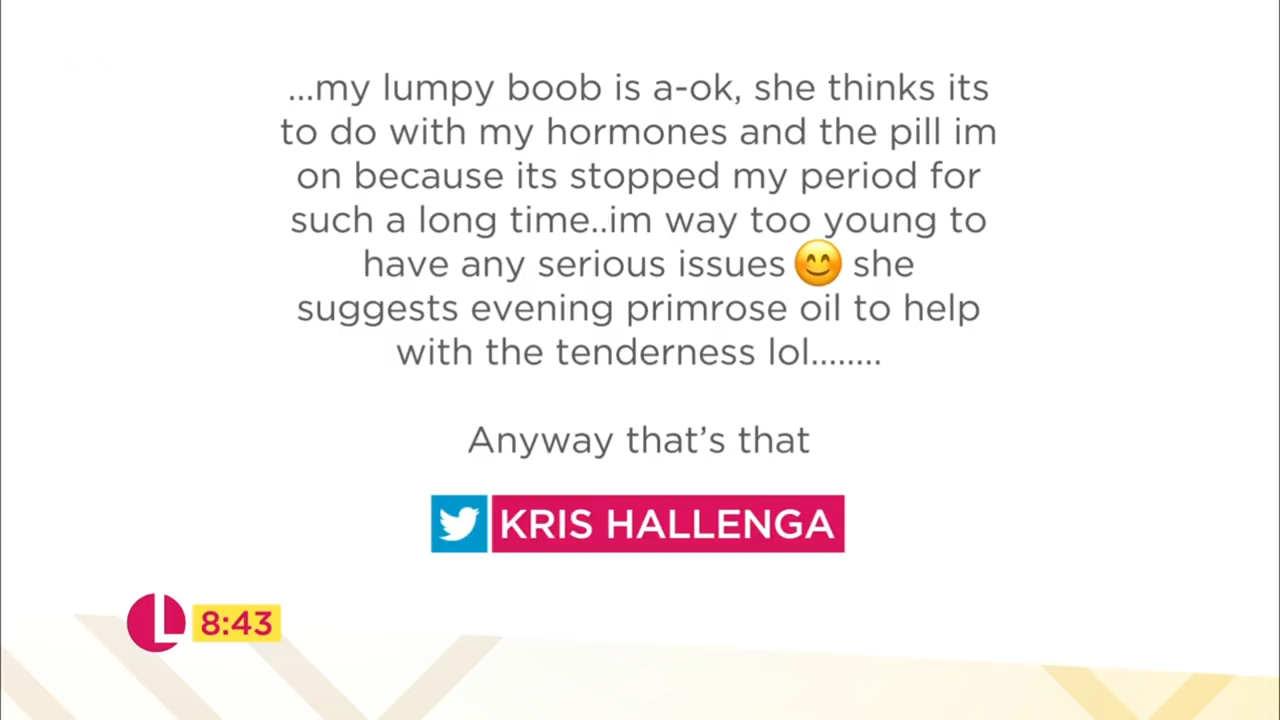 ...my lumpy boob is a-ok, she thinks its
to do with my hormones and the pill im
on because its stopped my period for
such a long time..im way too young to
have any serious issues 😊 she
suggests evening primrose oil to help
with the tenderness lol........
Anyway that's that
KRIS HALLENGA
L 8:43